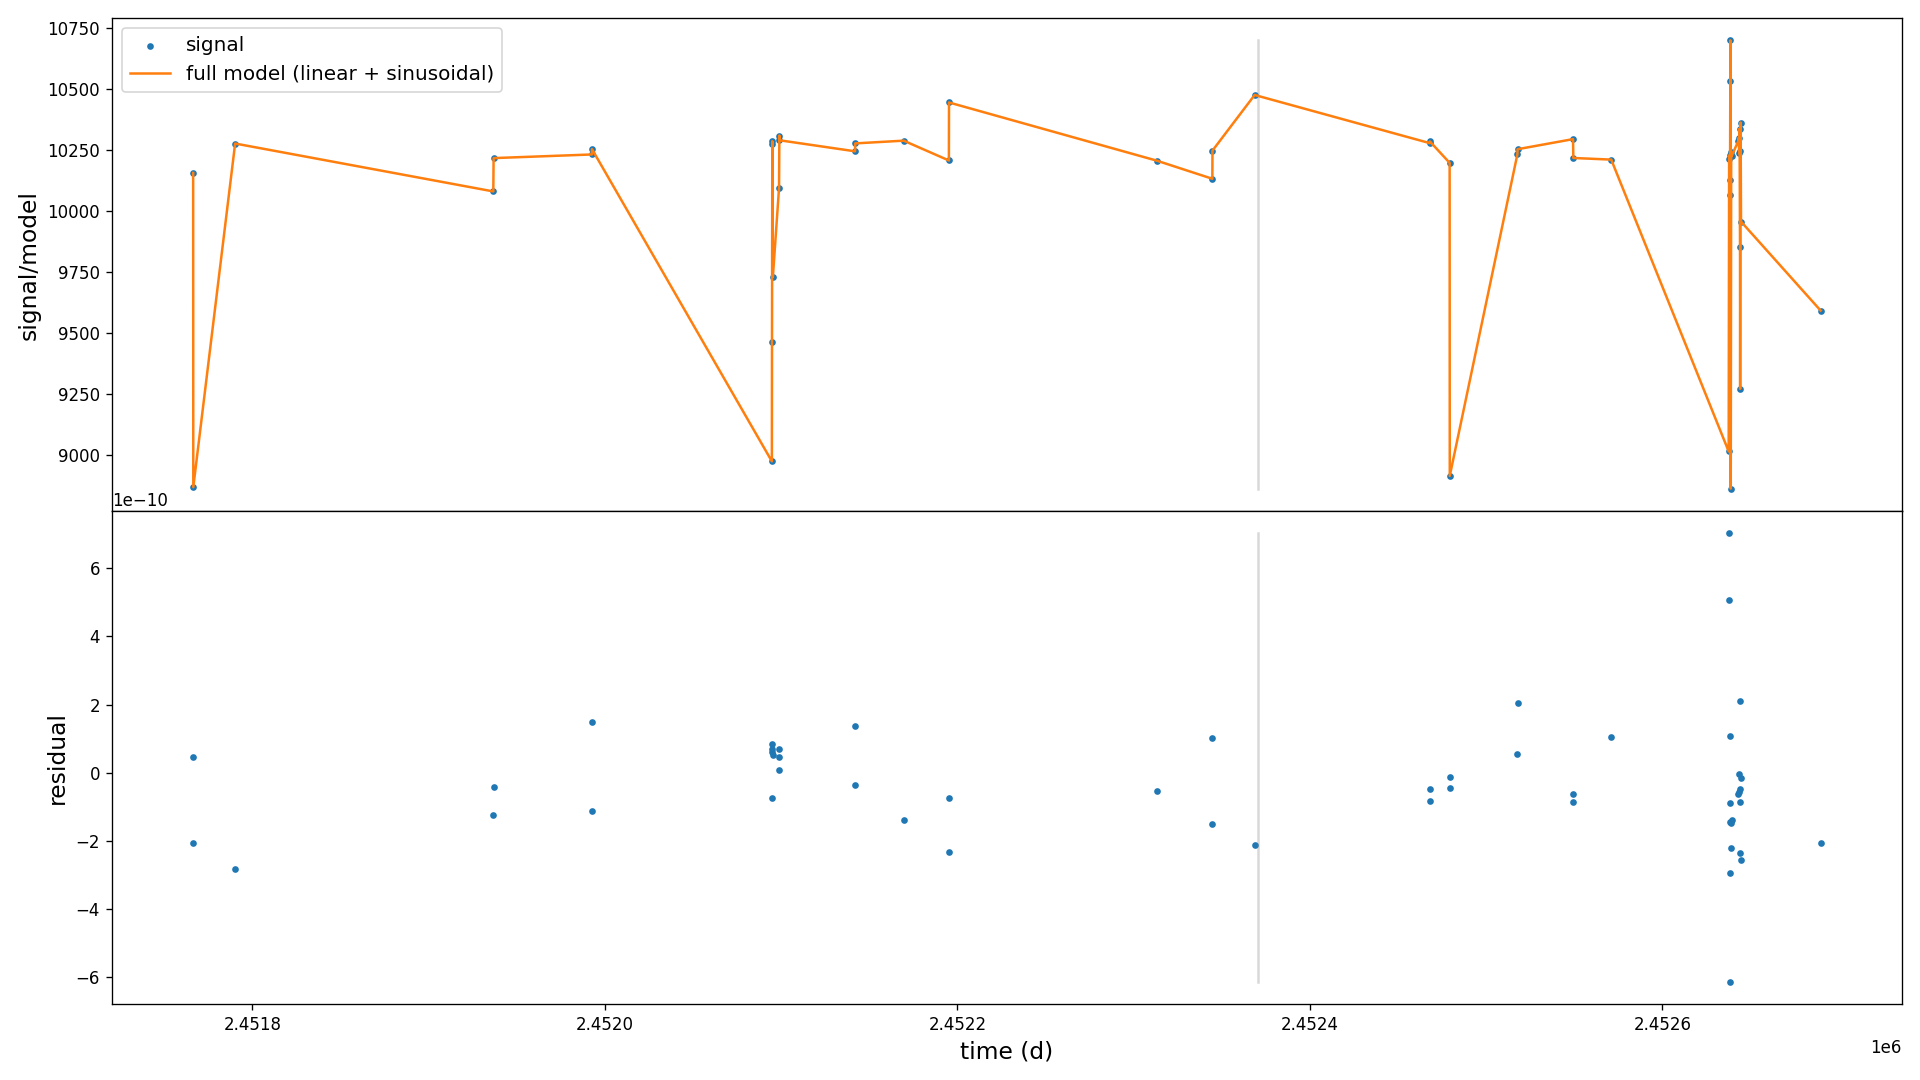 10750
10500
10250
10000
9750
9500
9250
9000
signal/model
signal
full model (linear + sinusoidal)
1e−10
6
4
2
0
−2
−4
−6
residual
2.4518
2.4520
2.4522
2.4524
2.4526
1e6
time (d)